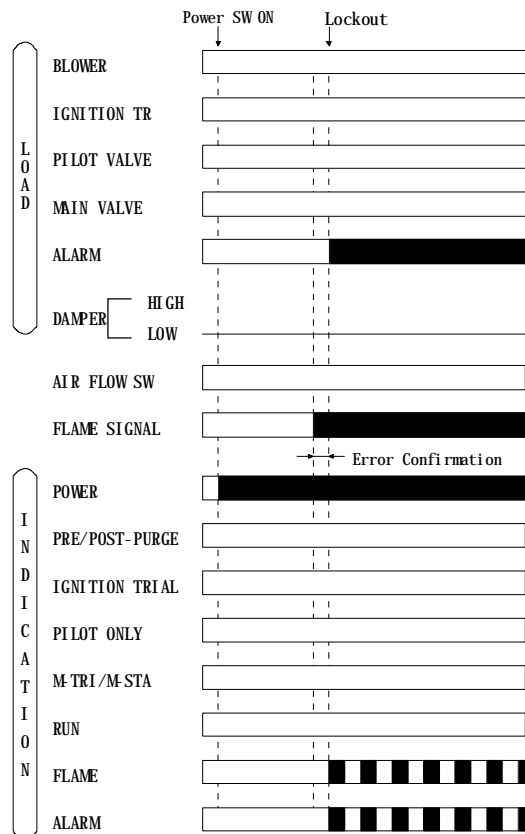 Power SW ON Lockout
LOAD
BLOWER
IGNITION TR
PILOT VALVE
MAIN VALVE
ALARM
DAMPER
HIGH
LOW
AIR FLOW SW
FLAME SIGNAL
Error Confirmation
INDICATION
POWER
PRE/POST-PURGE
IGNITION TRIAL
PILOT ONLY
M-TRI/M-STA
RUN
FLAME
ALARM